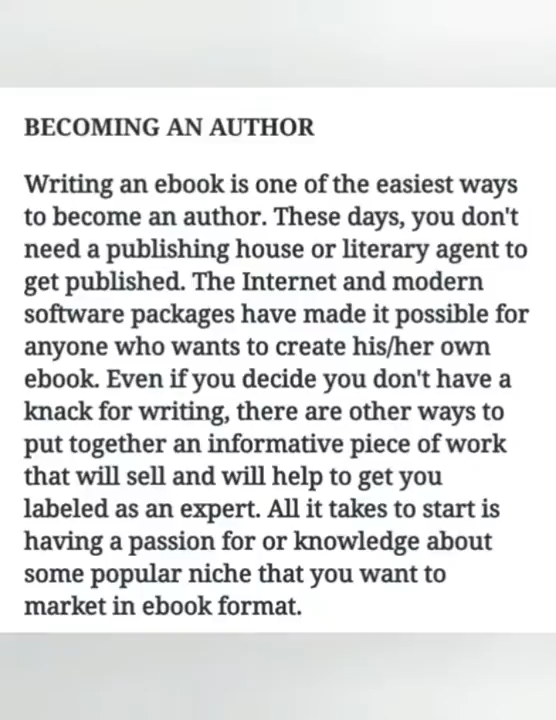 BECOMING AN AUTHOR
Writing an ebook is one of the easiest ways
to become an author. These days, you don't
need a publishing house or literary agent to
get published. The Internet and modern
software packages have made it possible for
anyone who wants to create his/her own
ebook. Even if you decide you don't have a
knack for writing, there are other ways to
put together an informative piece of work
that will sell and will help to get you
labeled as an expert. All it takes to start is
having a passion for or knowledge about
some popular niche that you want to
market in ebook format.